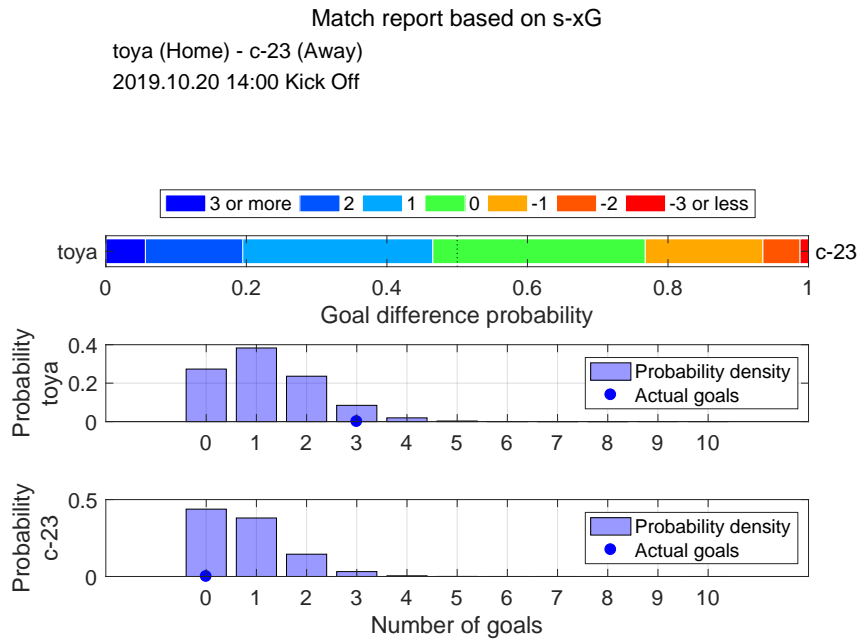 Match report based on s-xG
toya (Home) - c-23 (Away)
2019.10.20 14:00 Kick Off
3 or more 2 1 0 -1 -2 -3 or less
toya c-23
0 0.2 0.4 0.6 0.8 1
Goal difference probability
Probability
toya
0.4
0.2
0
Probability density
Actual goals
0 1 2 3 4 5 6 7 8 9 10
Probability
c-23
0.5
0
Probability density
Actual goals
0 1 2 3 4 5 6 7 8 9 10
Number of goals